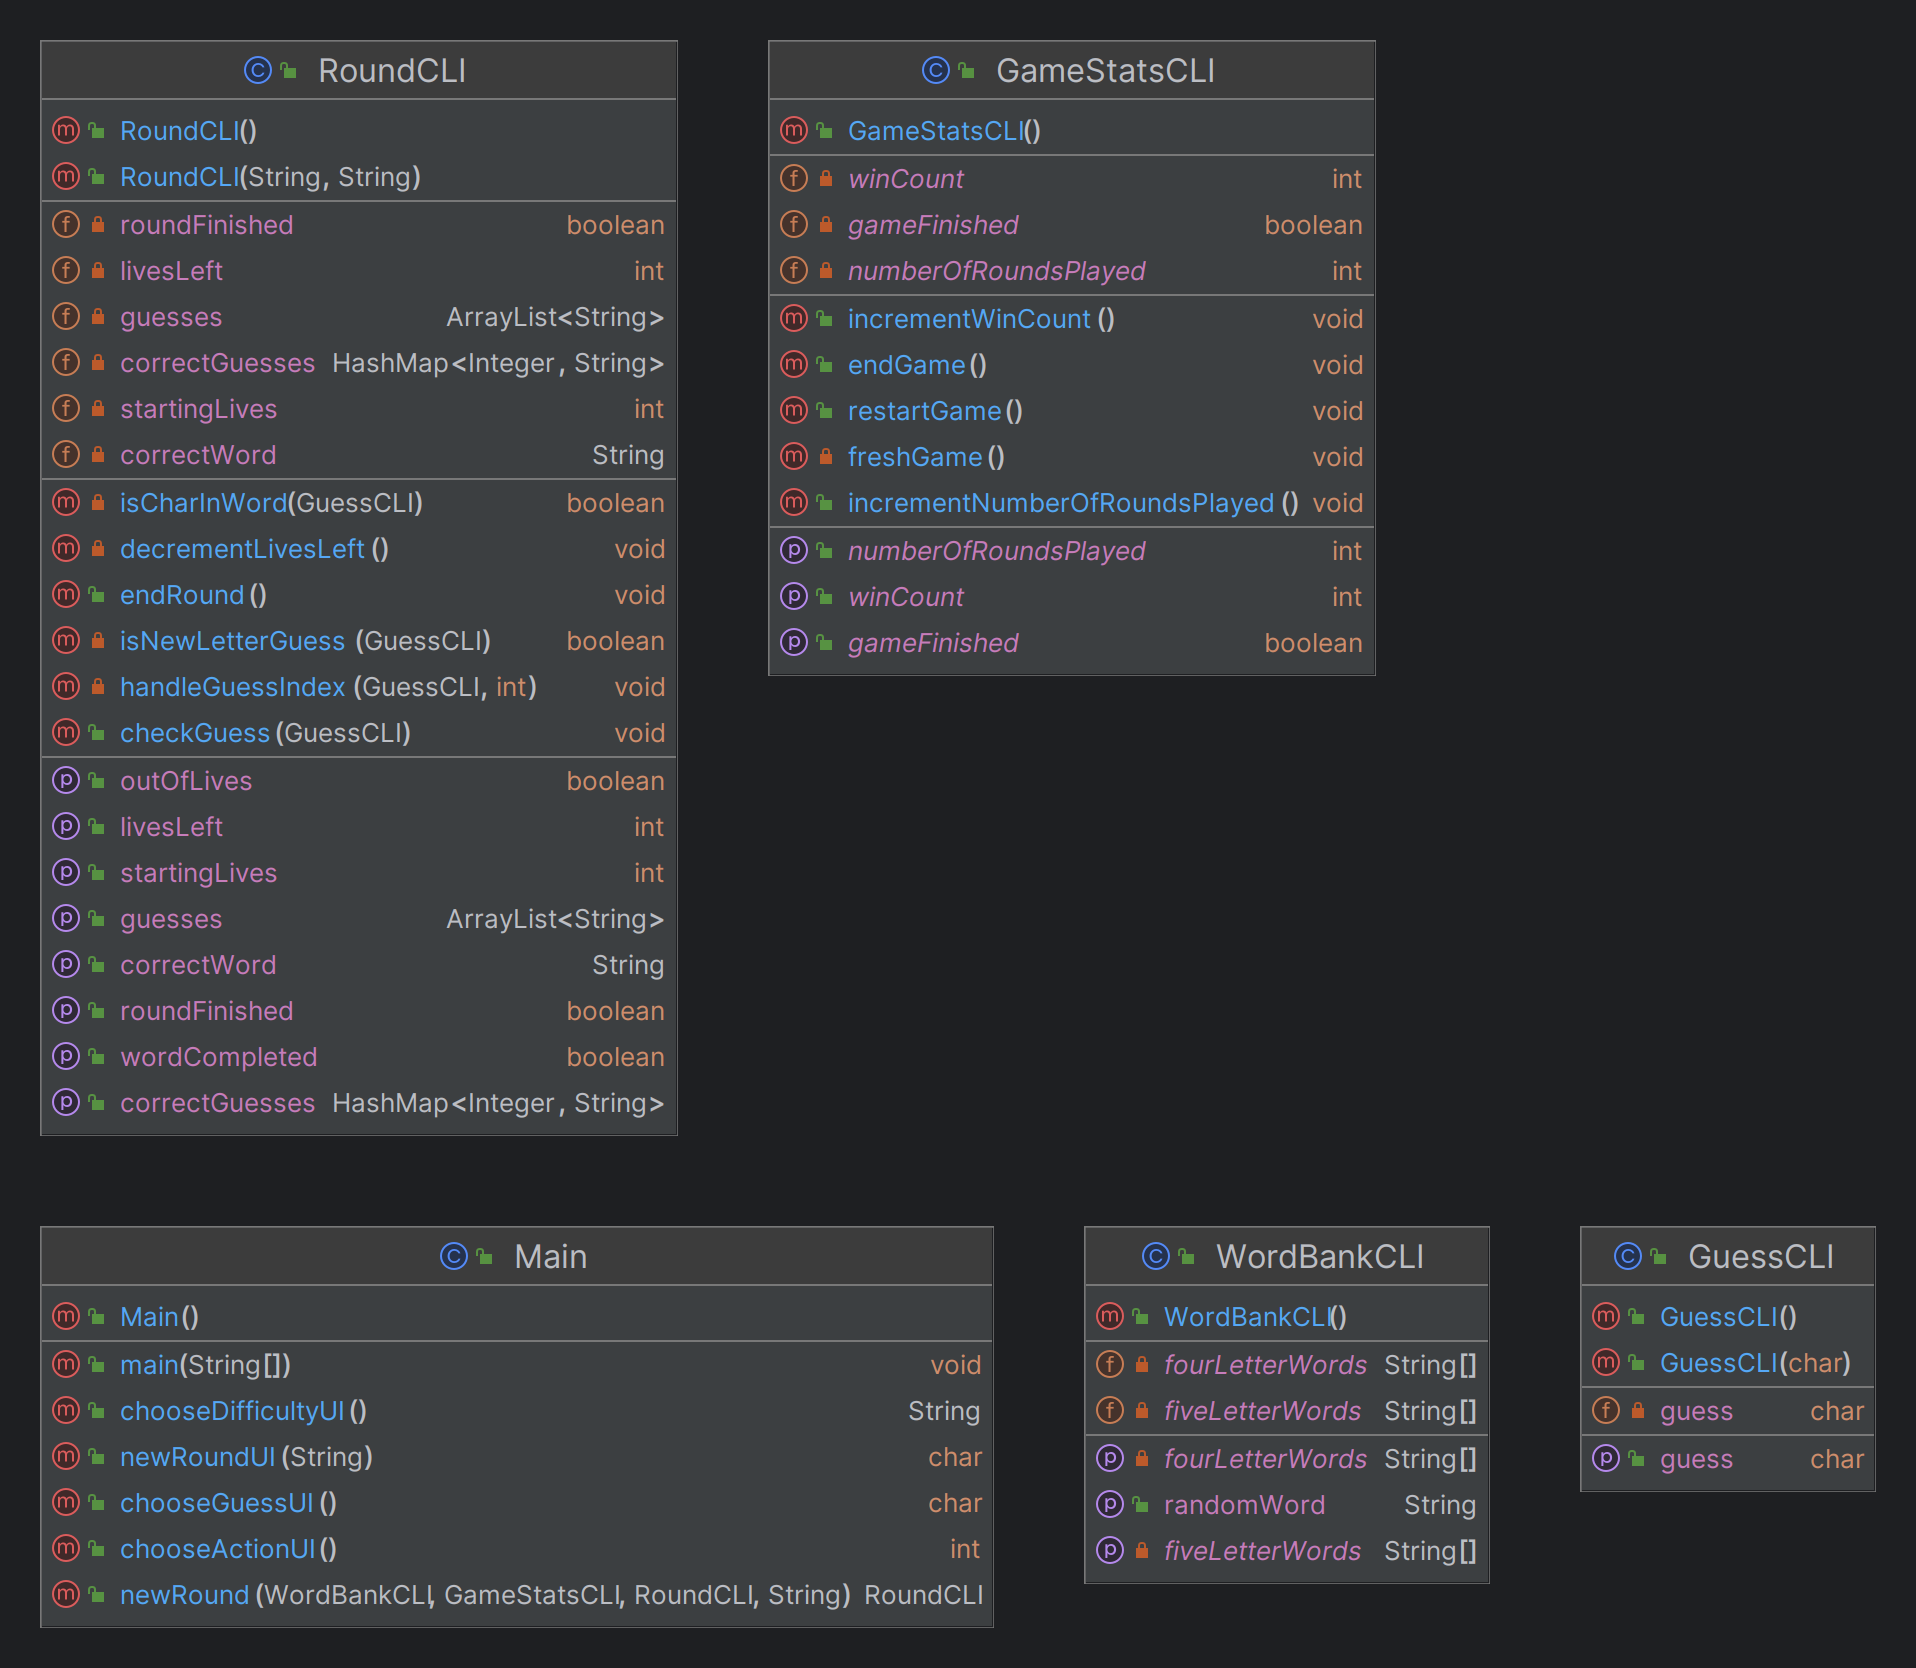 RoundCLI
RoundCLI()
RoundCLI(String, String)
roundFinished boolean
livesLeft int
guesses ArrayList<String>
correctGuesses HashMap<Integer, String>
startingLives int
correctWord String
isCharInWord(GuessCLI) boolean
decrementLivesLeft() void
endRound() void
isNewLetterGuess(GuessCLI) boolean
handleGuessIndex(GuessCLI, int) void
checkGuess(GuessCLI) void
outOfLives boolean
livesLeft int
startingLives int
guesses ArrayList<String>
correctWord String
roundFinished boolean
wordCompleted boolean
correctGuesses HashMap<Integer, String>
GameStatsCLI
GameStatsCLI()
winCount int
gameFinished boolean
numberOfRoundsPlayed int
incrementWinCount() void
endGame() void
restartGame() void
freshGame() void
incrementNumberOfRoundsPlayed() void
numberOfRoundsPlayed int
winCount int
gameFinished boolean
Main
Main()
main(String[]) void
chooseDifficultyUI() String
newRoundUI(String) char
chooseGuessUI() char
chooseActionUI() int
newRound(WordBankCLI, GameStatsCLI, RoundCLI, String) RoundCLI
WordBankCLI
WordBankCLI()
fourLetterWords String[]
fiveLetterWords String[]
fourLetterWords String[]
randomWord String
fiveLetterWords String[]
GuessCLI
GuessCLI()
GuessCLI(char)
guess char
guess char